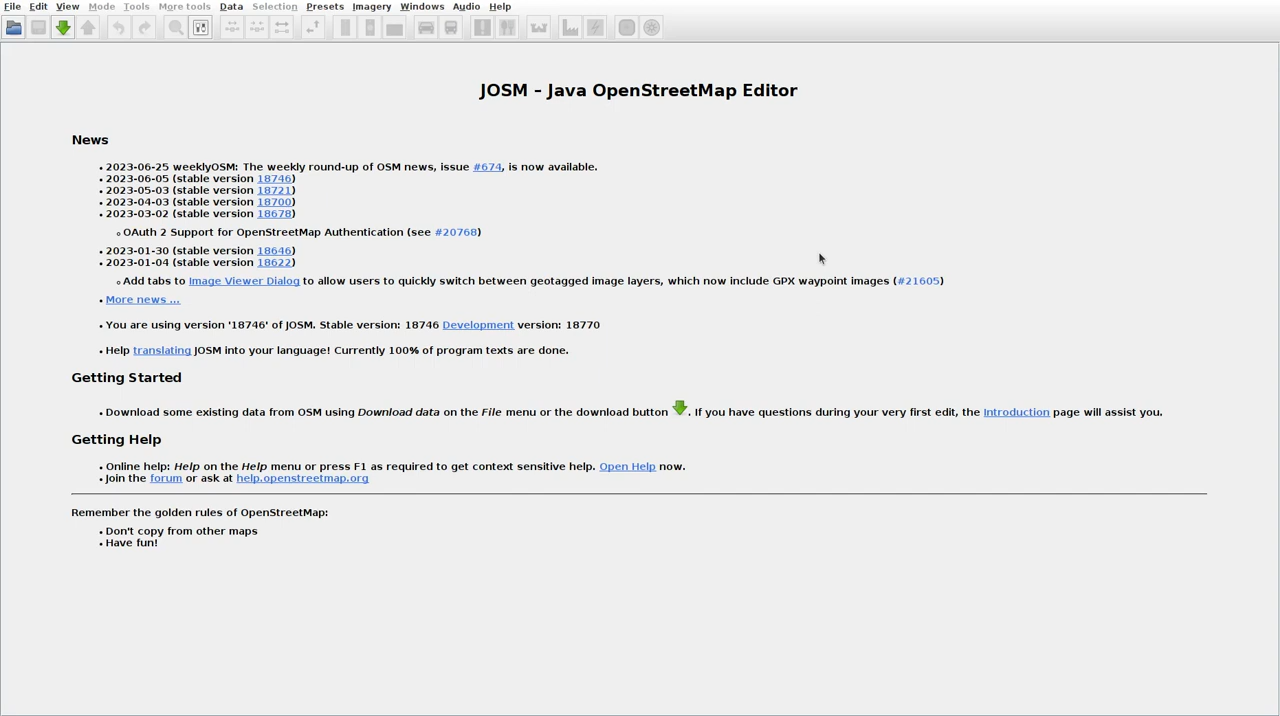 File Edit View Mode Tools More tools Data Selection Presets Imagery Windows Audio Help
JOSM – Java OpenStreetMap Editor
News
• 2023-06-25 weeklyOSM: The weekly round-up of OSM news, issue #674, is now available.
• 2023-06-05 (stable version 18746)
• 2023-05-03 (stable version 18721)
• 2023-04-03 (stable version 18700)
• 2023-03-02 (stable version 18678)
◦ OAuth 2 Support for OpenStreetMap Authentication (see #20768)
• 2023-01-30 (stable version 18646)
• 2023-01-04 (stable version 18622)
◦ Add tabs to Image Viewer Dialog to allow users to quickly switch between geotagged image layers, which now include GPX waypoint images (#21605)
• More news ...
• You are using version '18746' of JOSM. Stable version: 18746 Development version: 18770
• Help translating JOSM into your language! Currently 100% of program texts are done.
Getting Started
• Download some existing data from OSM using Download data on the File menu or the download button . If you have questions during your very first edit, the Introduction page will assist you.
Getting Help
• Online help: Help on the Help menu or press F1 as required to get context sensitive help. Open Help now.
• Join the forum or ask at help.openstreetmap.org
Remember the golden rules of OpenStreetMap:
• Don't copy from other maps
• Have fun!